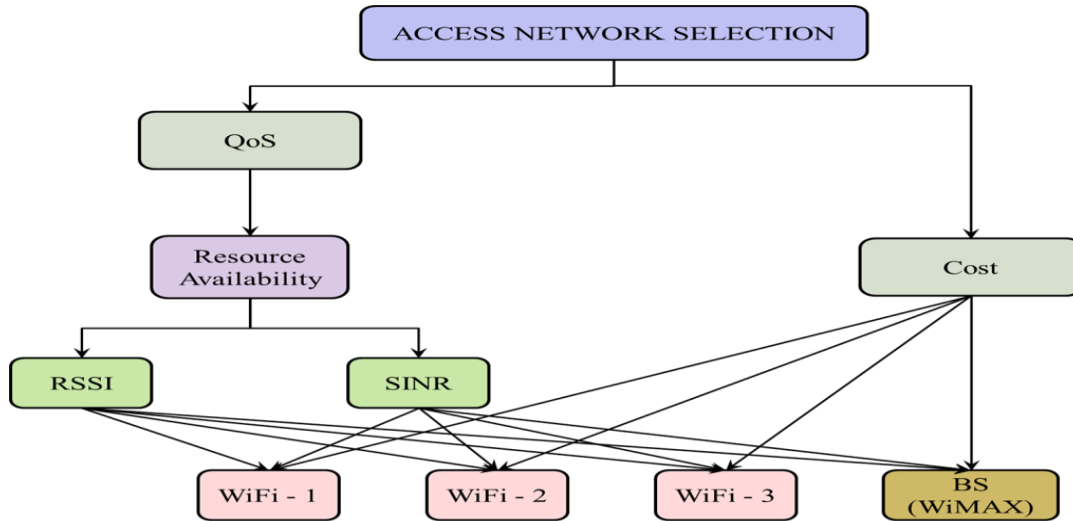 ACCESS NETWORK SELECTION
QoS
Resource
Availability
Cost
RSSI
SINR
WiFi - 1
WiFi - 2
WiFi - 3
BS
(WiMAX)